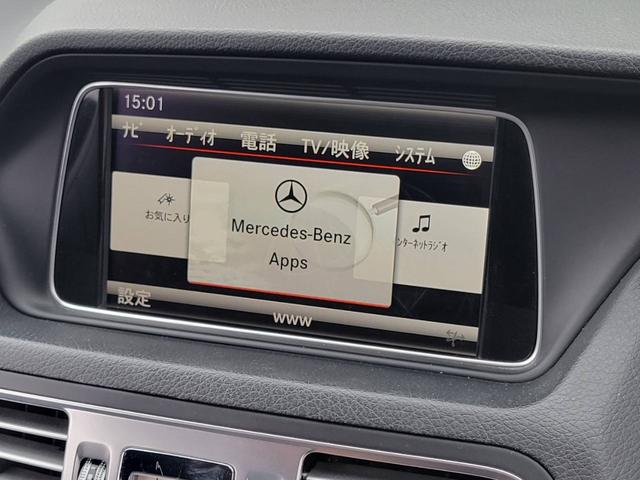 15:01
ナビ オーディオ 電話 TV/映像 システム
お気に入り
Mercedes-Benz
Apps
ンターネットラジオ
設定
www